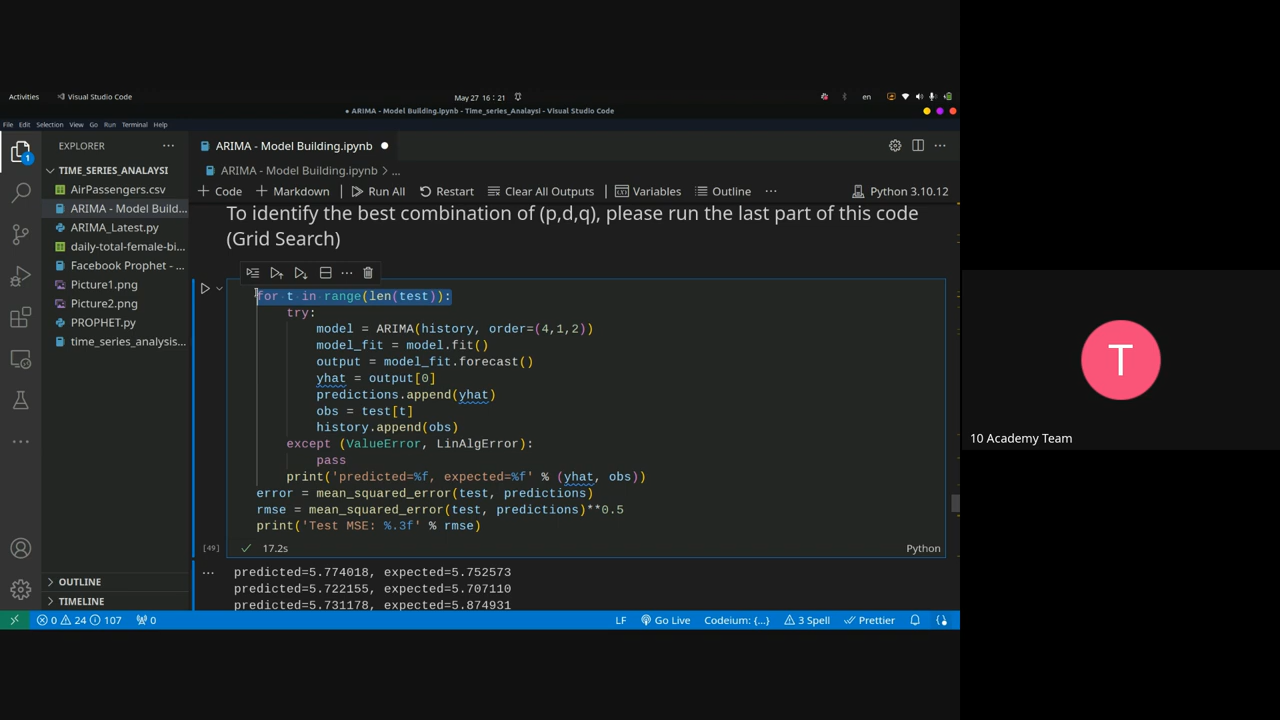 Activities
Visual Studio Code
May 27 16:21
en
● ARIMA - Model Building.ipynb - Time_series_Analaysi - Visual Studio Code
File Edit Selection View Go Run Terminal Help
1
EXPLORER
TIME_SERIES_ANALAYSI
AirPassengers.csv
ARIMA - Model Build...
ARIMA_Latest.py
daily-total-female-bi...
Facebook Prophet - ...
Picture1.png
Picture2.png
PROPHET.py
time_series_analysis...
OUTLINE
TIMELINE
ARIMA - Model Building.ipynb ●
ARIMA - Model Building.ipynb > ...
+ Code + Markdown Run All Restart Clear All Outputs Variables Outline ... Python 3.10.12
To identify the best combination of (p,d,q), please run the last part of this code
(Grid Search)
for t in range(len(test)):
try:
model = ARIMA(history, order=(4,1,2))
model_fit = model.fit()
output = model_fit.forecast()
yhat = output[0]
predictions.append(yhat)
obs = test[t]
history.append(obs)
except (ValueError, LinAlgError):
pass
print('predicted=%f, expected=%f' % (yhat, obs))
error = mean_squared_error(test, predictions)
rmse = mean_squared_error(test, predictions)**0.5
print('Test MSE: %.3f' % rmse)
[49] ✓ 17.2s Python
... predicted=5.774018, expected=5.752573
predicted=5.722155, expected=5.707110
predicted=5.731178, expected=5.874931
0 24 107 0 LF Go Live Codeium: {...} 3 Spell Prettier
T
10 Academy Team